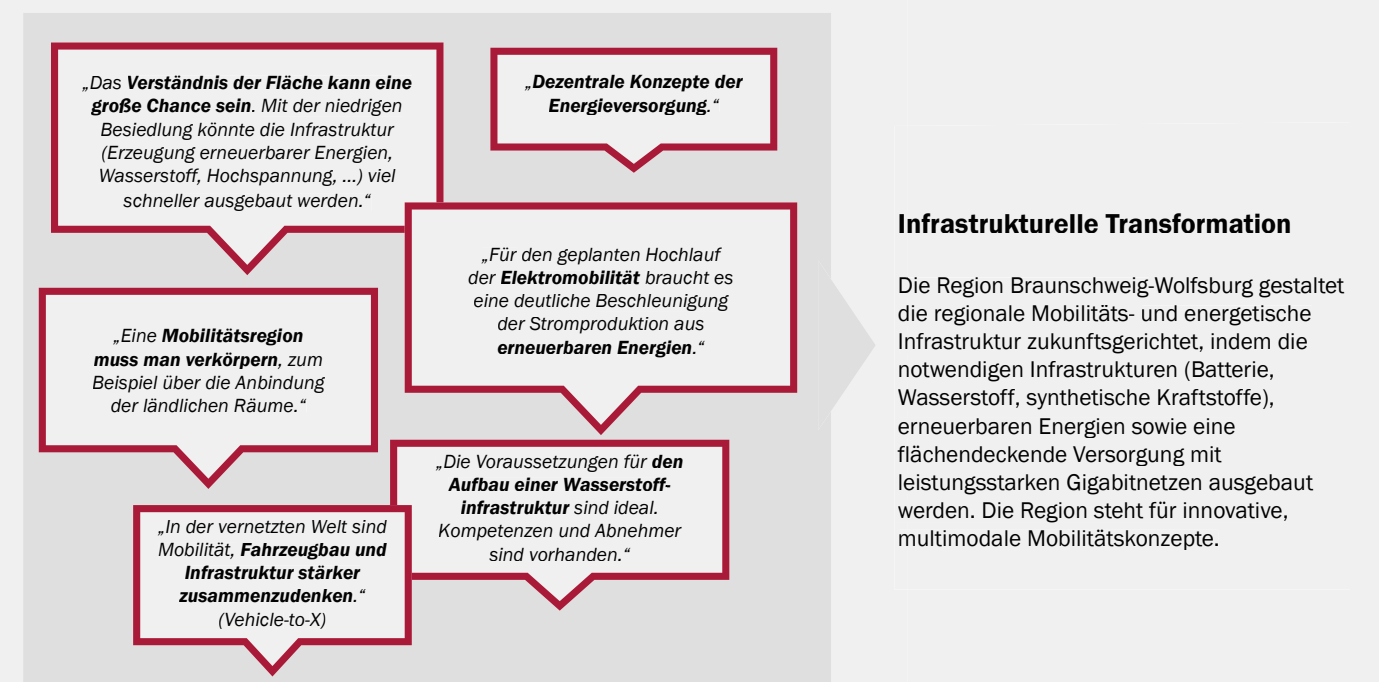 „Das Verständnis der Fläche kann eine
große Chance sein. Mit der niedrigen
Besiedlung könnte die Infrastruktur
(Erzeugung erneuerbarer Energien,
Wasserstoff, Hochspannung, ...) viel
schneller ausgebaut werden.“
„Dezentrale Konzepte der
Energieversorgung.“
„Für den geplanten Hochlauf
der Elektromobilität braucht es
eine deutliche Beschleunigung
der Stromproduktion aus
erneuerbaren Energien.“
„Eine Mobilitätsregion
muss man verkörpern, zum
Beispiel über die Anbindung
der ländlichen Räume.“
„Die Voraussetzungen für den
Aufbau einer Wasserstoff-
infrastruktur sind ideal.
Kompetenzen und Abnehmer
sind vorhanden.“
„In der vernetzten Welt sind
Mobilität, Fahrzeugbau und
Infrastruktur stärker
zusammenzudenken.“
(Vehicle-to-X)
Infrastrukturelle Transformation
Die Region Braunschweig-Wolfsburg gestaltet
die regionale Mobilitäts- und energetische
Infrastruktur zukunftsgerichtet, indem die
notwendigen Infrastrukturen (Batterie,
Wasserstoff, synthetische Kraftstoffe),
erneuerbaren Energien sowie eine
flächendeckende Versorgung mit
leistungsstarken Gigabitnetzen ausgebaut
werden. Die Region steht für innovative,
multimodale Mobilitätskonzepte.